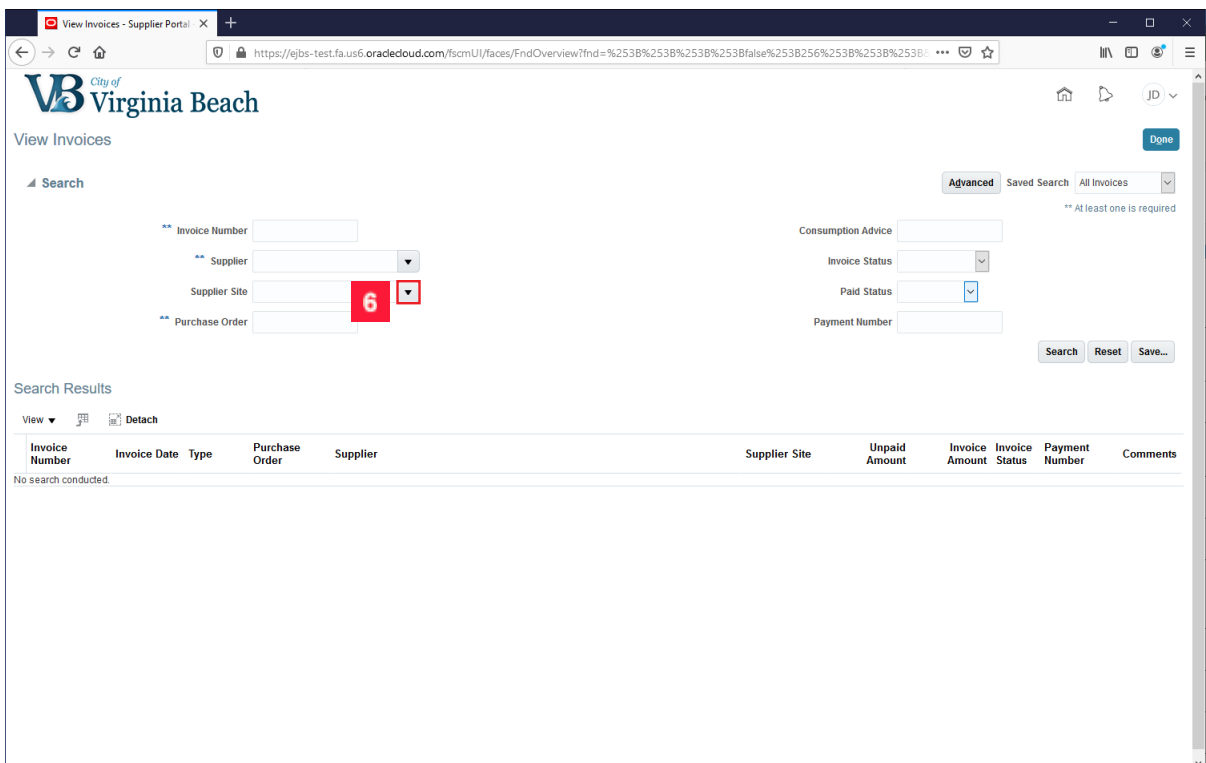 View Invoices - Supplier Portal
https://ejbs-test.fa.us6.oraclecloud.com/fscmUI/faces/FndOverview?fnd=%253B%253B%253B%253Bfalse%253B256%253B%253B%253B
City of
VB Virginia Beach
JD
View Invoices
Done
Search
Advanced Saved Search All Invoices
** At least one is required
** Invoice Number
Consumption Advice
** Supplier
Invoice Status
Supplier Site
6
Paid Status
** Purchase Order
Payment Number
Search Reset Save...
Search Results
View Detach
Invoice Number Invoice Date Type Purchase Order Supplier Supplier Site Unpaid Amount Invoice Amount Invoice Status Payment Number Comments
No search conducted.